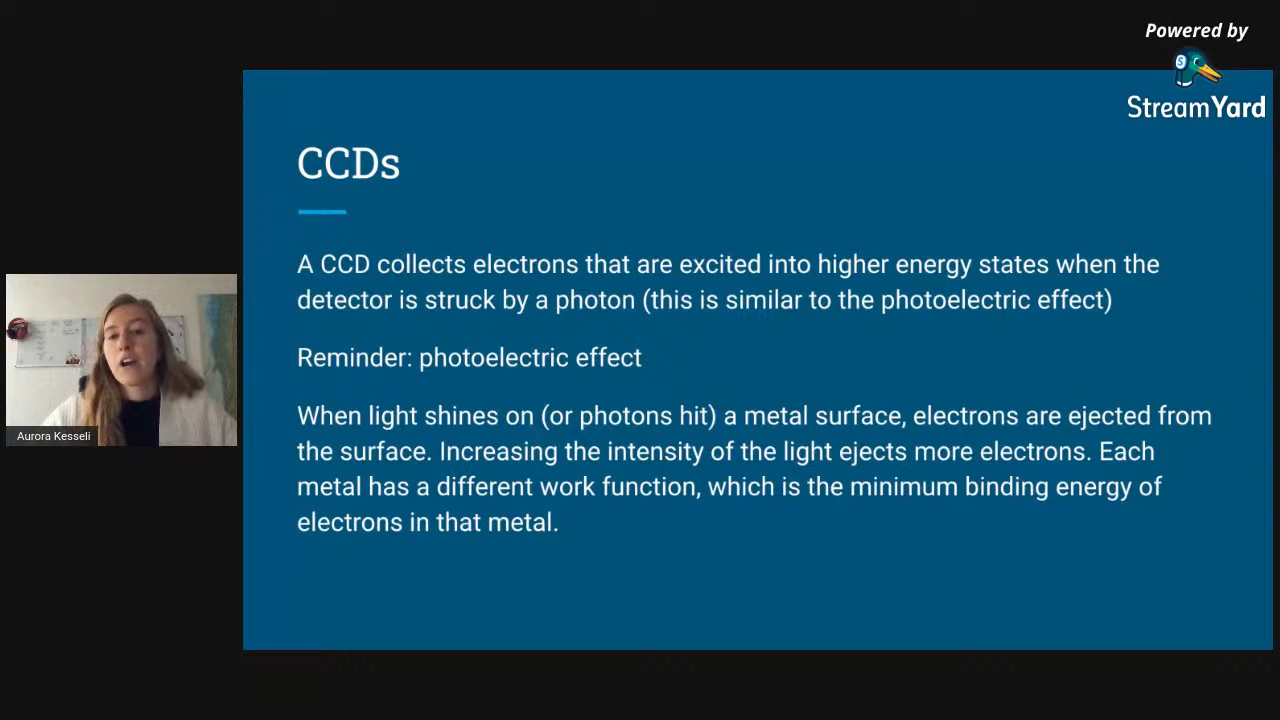 Powered by
StreamYard
CCDs
A CCD collects electrons that are excited into higher energy states when the
detector is struck by a photon (this is similar to the photoelectric effect)
Reminder: photoelectric effect
When light shines on (or photons hit) a metal surface, electrons are ejected from
the surface. Increasing the intensity of the light ejects more electrons. Each
metal has a different work function, which is the minimum binding energy of
electrons in that metal.
Aurora Kesseli